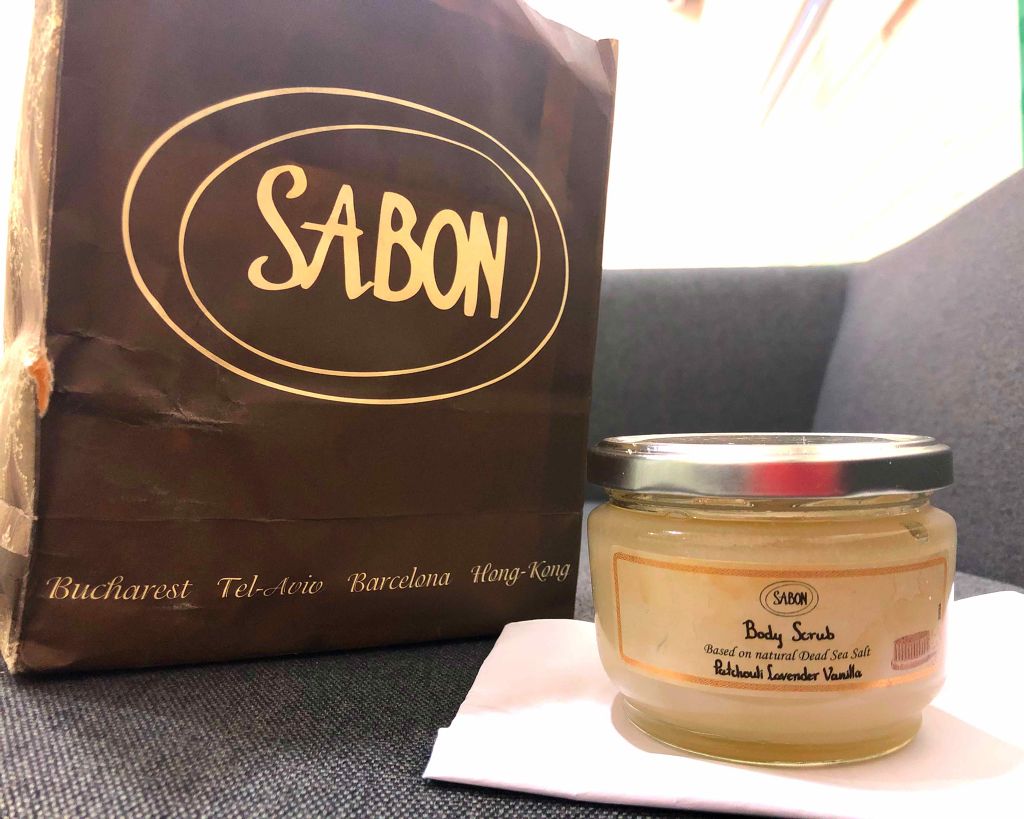 SABON
Bucharest Tel-Aviv Barcelona Hong-Kong
SABON
Body Scrub
Based on natural Dead Sea Salt
Patchouli Lavender Vanilla